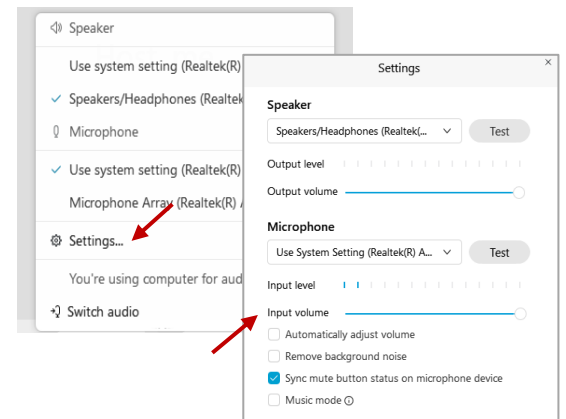 Speaker
Use system setting (Realtek(R)
Speakers/Headphones (Realtek
Microphone
Use system setting (Realtek(R)
Microphone Array (Realtek(R)
Settings...
You're using computer for aud
Switch audio
Settings
Speaker
Speakers/Headphones (Realtek(...
Test
Output level
Output volume
Microphone
Use System Setting (Realtek(R) A...
Test
Input level
Input volume
Automatically adjust volume
Remove background noise
Sync mute button status on microphone device
Music mode